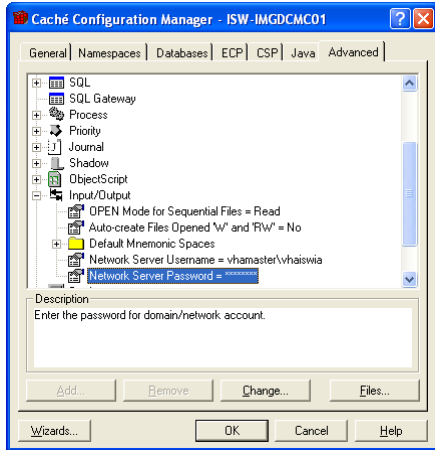 Caché Configuration Manager - ISW-IMGDCMC01
General Namespaces Databases ECP CSP Java Advanced
SQL
SQL Gateway
Process
Priority
Journal
Shadow
ObjectScript
Input/Output
OPEN Mode for Sequential Files = Read
Auto-create Files Opened 'W' and 'RW' = No
Default Mnemonic Spaces
Network Server Username = vhamaster\vhaiswia
Network Server Password = ********
Description
Enter the password for domain/network account.
Add... Remove Change... Files...
Wizards... OK Cancel Help